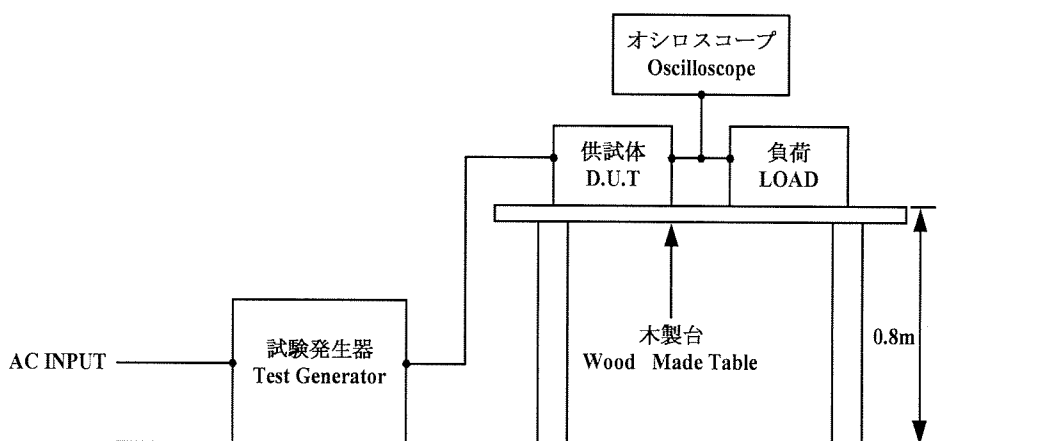 オシロスコープ
Oscilloscope
供試体
D.U.T
負荷
LOAD
試験発生器
Test Generator
AC INPUT
木製台
Wood Made Table
0.8m